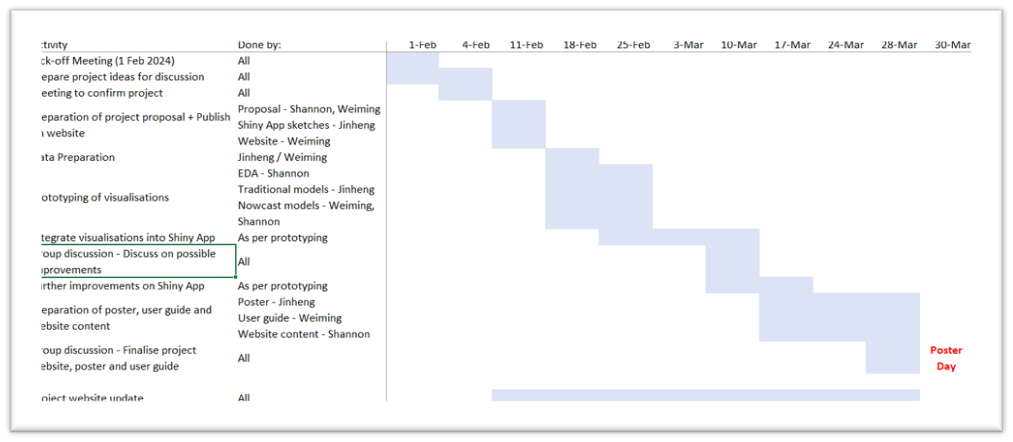 ctivity Done by: 1-Feb 4-Feb 11-Feb 18-Feb 25-Feb 3-Mar 10-Mar 17-Mar 24-Mar 28-Mar 30-Mar
ck-off Meeting (1 Feb 2024) All
epare project ideas for discussion All
eeting to confirm project All
eparation of project proposal + Publish
website
Proposal - Shannon, Weiming
Shiny App sketches - Jinheng
Website - Weiming
ata Preparation Jinheng / Weiming
ototyping of visualisations
EDA - Shannon
Traditional models - Jinheng
Nowcast models - Weiming,
Shannon
tegrate visualisations into Shiny App As per prototyping
roup discussion - Discuss on possible
provements
All
rther improvements on Shiny App As per prototyping
eparation of poster, user guide and
ebsite content
Poster - Jinheng
User guide - Weiming
Website content - Shannon
roup discussion - Finalise project
ebsite, poster and user guide
All
Poster
Day
oject website update All